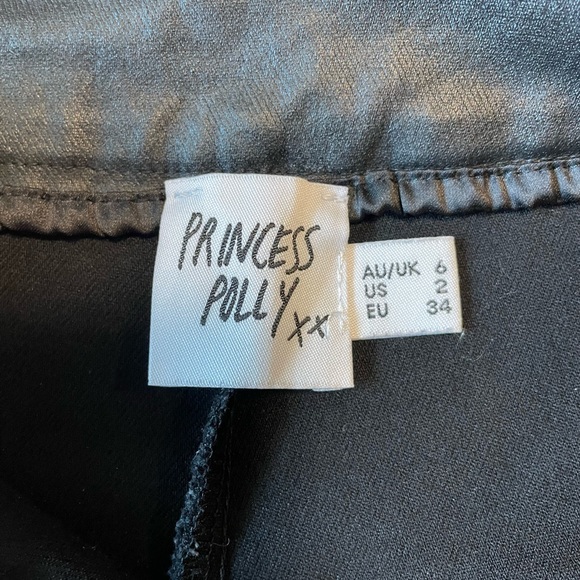 PRINCESS
POLLY
xx
AU/UK 6
US 2
EU 34